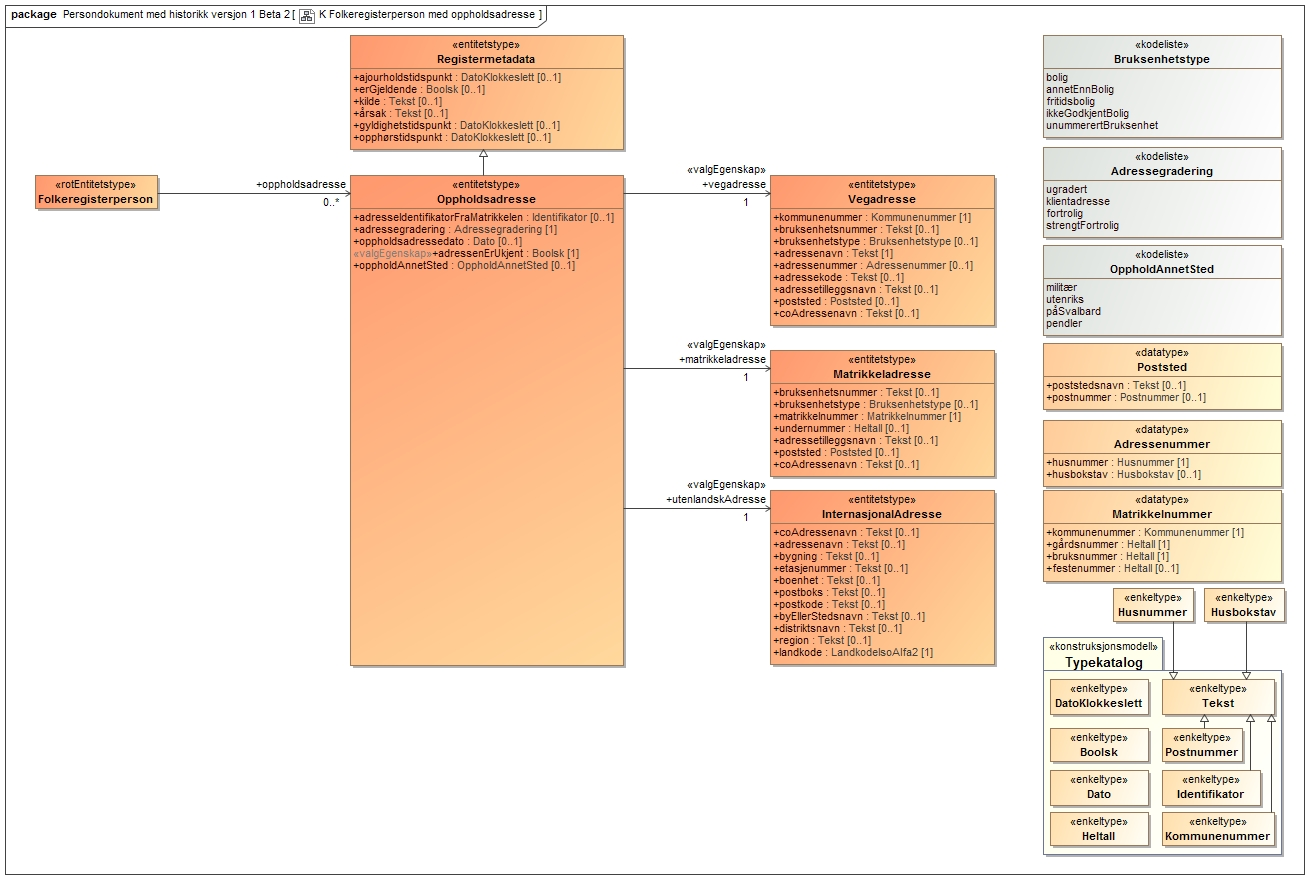 package Persondokument med historikk versjon 1 Beta 2 [ K Folkeregisterperson med oppholdsadresse ]
«entitetstype»
Registermetadata
+ajourholdstidspunkt : DatoKlokkeslett [0..1]
+erGjeldende : Boolsk [0..1]
+kilde : Tekst [0..1]
+årsak : Tekst [0..1]
+gyldighetstidspunkt : DatoKlokkeslett [0..1]
+opphørstidspunkt : DatoKlokkeslett [0..1]
«rotEntitetstype»
Folkeregisterperson
+oppholdsadresse
0..*
«entitetstype»
Oppholdsadresse
+adresseIdentifikatorFraMatrikkelen : Identifikator [0..1]
+adressegradering : Adressegradering [1]
+oppholdsadressedato : Dato [0..1]
«valgEgenskap»+adressenErUkjent : Boolsk [1]
+oppholdAnnetSted : OppholdAnnetSted [0..1]
«valgEgenskap»
+vegadresse
1
«entitetstype»
Vegadresse
+kommunenummer : Kommunenummer [1]
+bruksenhetsnummer : Tekst [0..1]
+bruksenhetstype : Bruksenhetstype [0..1]
+adressenavn : Tekst [1]
+adressenummer : Adressenummer [0..1]
+adressekode : Tekst [0..1]
+adressetilleggsnavn : Tekst [0..1]
+poststed : Poststed [0..1]
+coAdressenavn : Tekst [0..1]
«valgEgenskap»
+matrikkeladresse
1
«entitetstype»
Matrikkeladresse
+bruksenhetsnummer : Tekst [0..1]
+bruksenhetstype : Bruksenhetstype [0..1]
+matrikkelnummer : Matrikkelnummer [1]
+undernummer : Heltall [0..1]
+adressetilleggsnavn : Tekst [0..1]
+poststed : Poststed [0..1]
+coAdressenavn : Tekst [0..1]
«valgEgenskap»
+utenlandskAdresse
1
«entitetstype»
InternasjonalAdresse
+coAdressenavn : Tekst [0..1]
+adressenavn : Tekst [0..1]
+bygning : Tekst [0..1]
+etasjenummer : Tekst [0..1]
+boenhet : Tekst [0..1]
+postboks : Tekst [0..1]
+postkode : Tekst [0..1]
+byEllerStedsnavn : Tekst [0..1]
+distriktsnavn : Tekst [0..1]
+region : Tekst [0..1]
+landkode : LandkodeIsoAlfa2 [1]
«kodeliste»
Bruksenhetstype
bolig
annetEnnBolig
fritidsbolig
ikkeGodkjentBolig
unummerertBruksenhet
«kodeliste»
Adressegradering
ugradert
klientadresse
fortrolig
strengtFortrolig
«kodeliste»
OppholdAnnetSted
militær
utenriks
påSvalbard
pendler
«datatype»
Poststed
+poststedsnavn : Tekst [0..1]
+postnummer : Postnummer [0..1]
«datatype»
Adressenummer
+husnummer : Husnummer [1]
+husbokstav : Husbokstav [0..1]
«datatype»
Matrikkelnummer
+kommunenummer : Kommunenummer [1]
+gårdsnummer : Heltall [1]
+bruksnummer : Heltall [1]
+festenummer : Heltall [0..1]
«enkeltype»
Husnummer
«enkeltype»
Husbokstav
«konstruksjonsmodell»
Typekatalog
«enkeltype»
DatoKlokkeslett
«enkeltype»
Tekst
«enkeltype»
Boolsk
«enkeltype»
Postnummer
«enkeltype»
Dato
«enkeltype»
Identifikator
«enkeltype»
Heltall
«enkeltype»
Kommunenummer